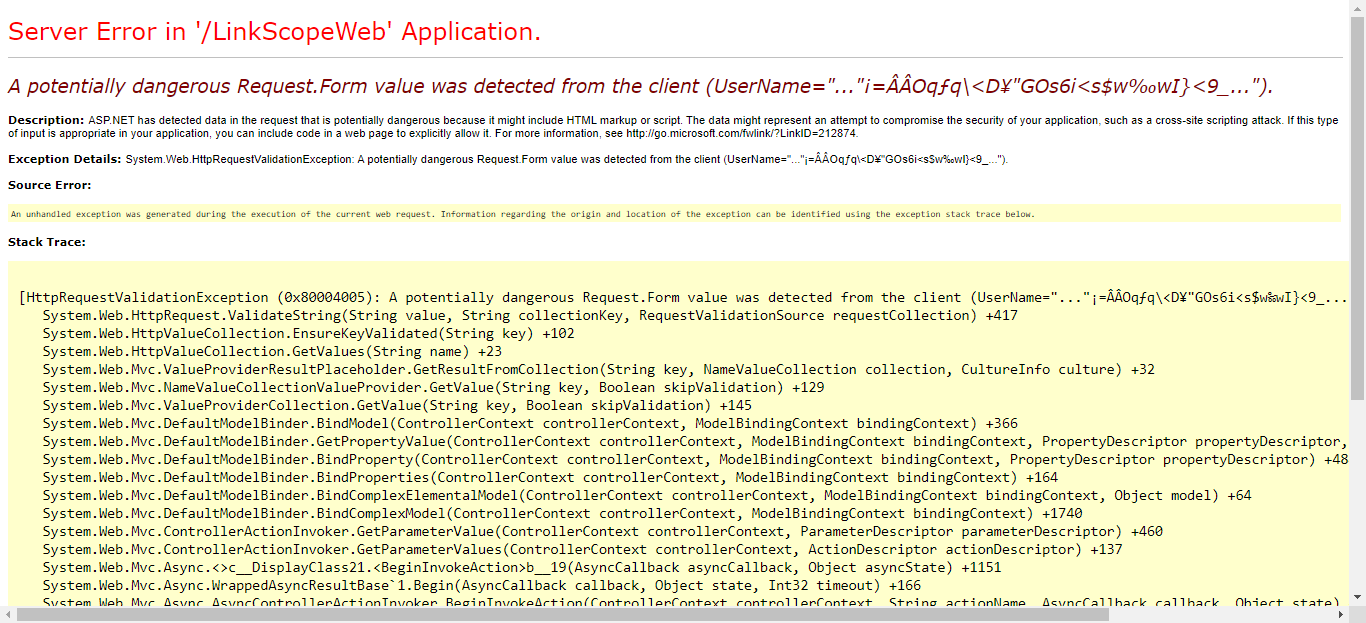 Server Error in '/LinkScopeWeb' Application.
A potentially dangerous Request.Form value was detected from the client (UserName="..."¡=ÂÂOqƒq\<D¥"GOs6i<s$w‰wI}<9_...").
Description: ASP.NET has detected data in the request that is potentially dangerous because it might include HTML markup or script. The data might represent an attempt to compromise the security of your application, such as a cross-site scripting attack. If this type
of input is appropriate in your application, you can include code in a web page to explicitly allow it. For more information, see http://go.microsoft.com/fwlink/?LinkID=212874.
Exception Details: System.Web.HttpRequestValidationException: A potentially dangerous Request.Form value was detected from the client (UserName="..."¡=ÂÂOqƒq\<D¥"GOs6i<s$w‰wI}<9_...").
Source Error:
An unhandled exception was generated during the execution of the current web request. Information regarding the origin and location of the exception can be identified using the exception stack trace below.
Stack Trace:
[HttpRequestValidationException (0x80004005): A potentially dangerous Request.Form value was detected from the client (UserName="..."¡=ÂÂOqƒq\<D¥"GOs6i<s$w‰wI}<9_...
System.Web.HttpRequest.ValidateString(String value, String collectionKey, RequestValidationSource requestCollection) +417
System.Web.HttpValueCollection.EnsureKeyValidated(String key) +102
System.Web.HttpValueCollection.GetValues(String name) +23
System.Web.Mvc.ValueProviderResultPlaceholder.GetResultFromCollection(String key, NameValueCollection collection, CultureInfo culture) +32
System.Web.Mvc.NameValueCollectionValueProvider.GetValue(String key, Boolean skipValidation) +129
System.Web.Mvc.ValueProviderCollection.GetValue(String key, Boolean skipValidation) +145
System.Web.Mvc.DefaultModelBinder.BindModel(ControllerContext controllerContext, ModelBindingContext bindingContext) +366
System.Web.Mvc.DefaultModelBinder.GetPropertyValue(ControllerContext controllerContext, ModelBindingContext bindingContext, PropertyDescriptor propertyDescriptor,
System.Web.Mvc.DefaultModelBinder.BindProperty(ControllerContext controllerContext, ModelBindingContext bindingContext, PropertyDescriptor propertyDescriptor) +48
System.Web.Mvc.DefaultModelBinder.BindProperties(ControllerContext controllerContext, ModelBindingContext bindingContext) +164
System.Web.Mvc.DefaultModelBinder.BindComplexElementalModel(ControllerContext controllerContext, ModelBindingContext bindingContext, Object model) +64
System.Web.Mvc.DefaultModelBinder.BindComplexModel(ControllerContext controllerContext, ModelBindingContext bindingContext) +1740
System.Web.Mvc.ControllerActionInvoker.GetParameterValue(ControllerContext controllerContext, ParameterDescriptor parameterDescriptor) +460
System.Web.Mvc.ControllerActionInvoker.GetParameterValues(ControllerContext controllerContext, ActionDescriptor actionDescriptor) +137
System.Web.Mvc.Async.<>c__DisplayClass21.<BeginInvokeAction>b__19(AsyncCallback asyncCallback, Object asyncState) +1151
System.Web.Mvc.Async.WrappedAsyncResultBase`1.Begin(AsyncCallback callback, Object state, Int32 timeout) +166
System.Web.Mvc.Async.AsyncControllerActionInvoker.BeginInvokeAction(ControllerContext controllerContext, String actionName, AsyncCallback callback, Object state)